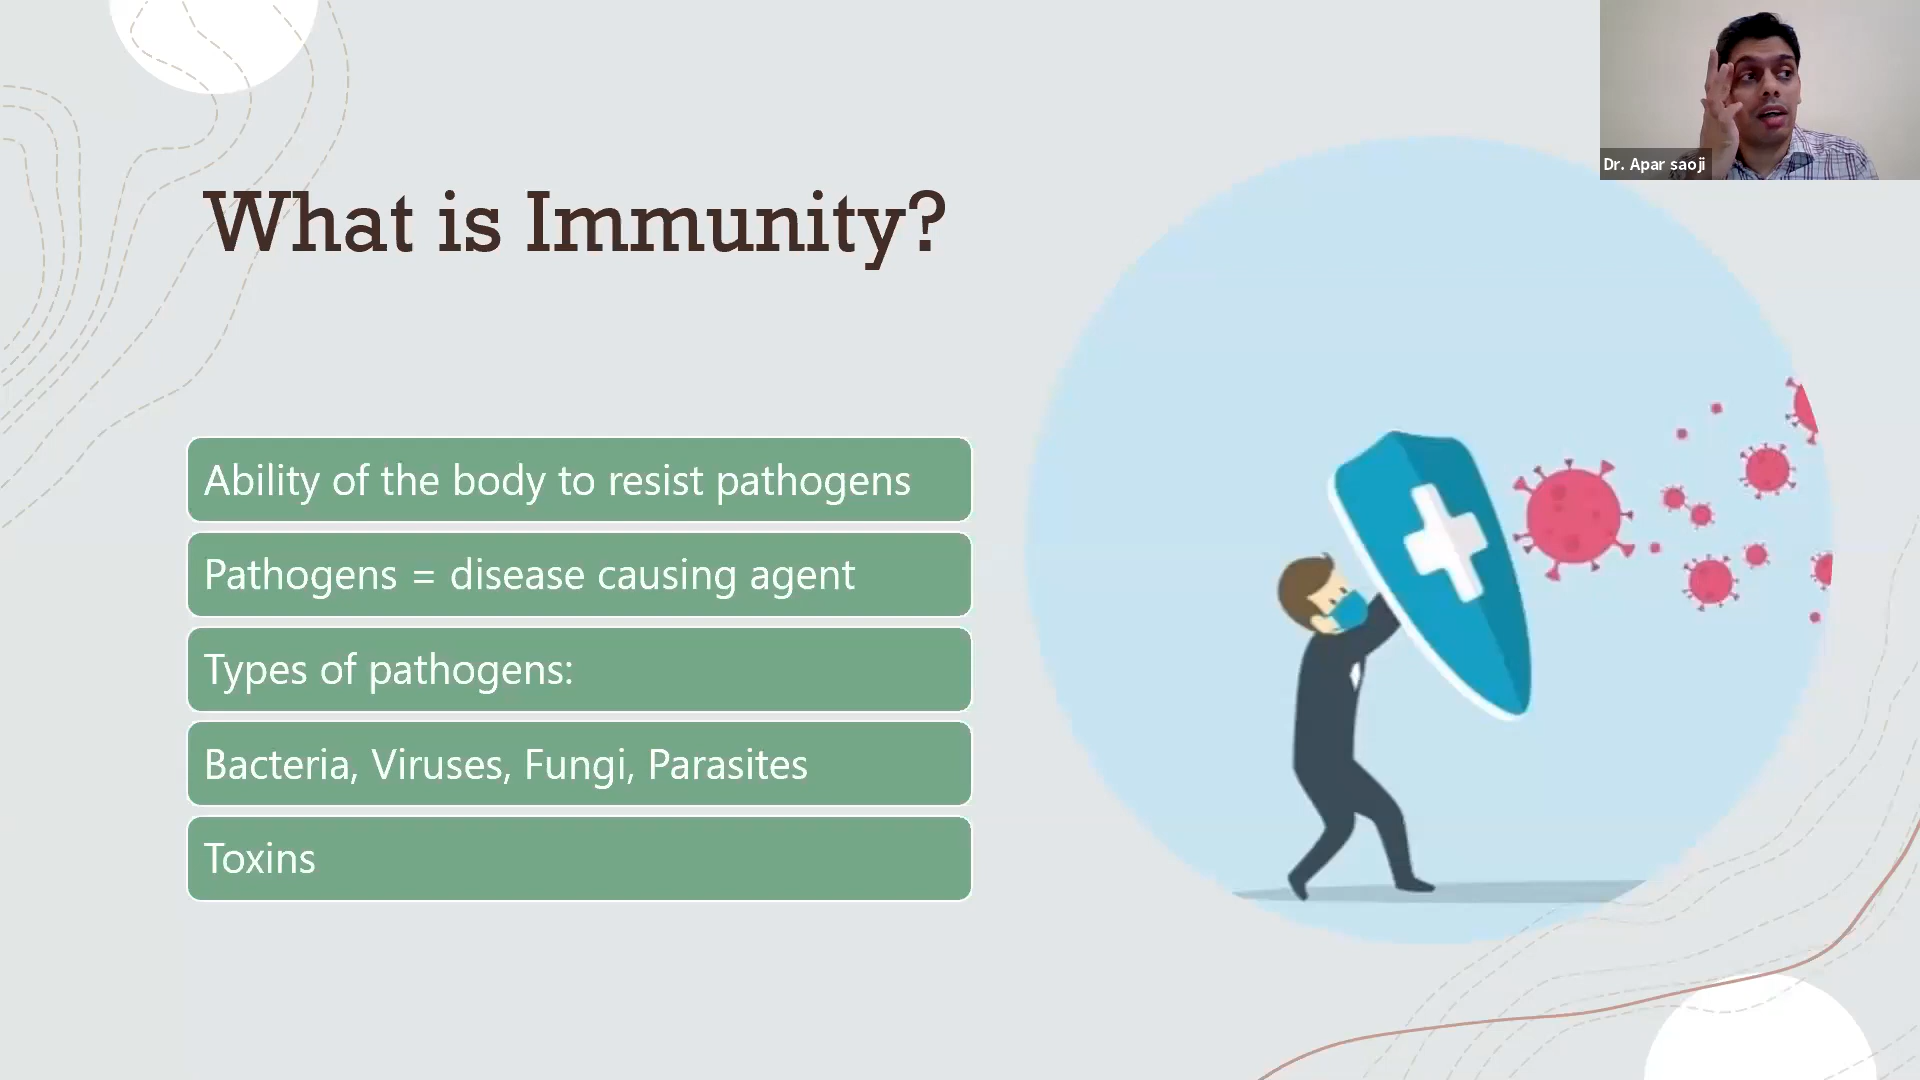 What is Immunity?
Ability of the body to resist pathogens
Pathogens = disease causing agent
Types of pathogens:
Bacteria, Viruses, Fungi, Parasites
Toxins
Dr. Apar saoji